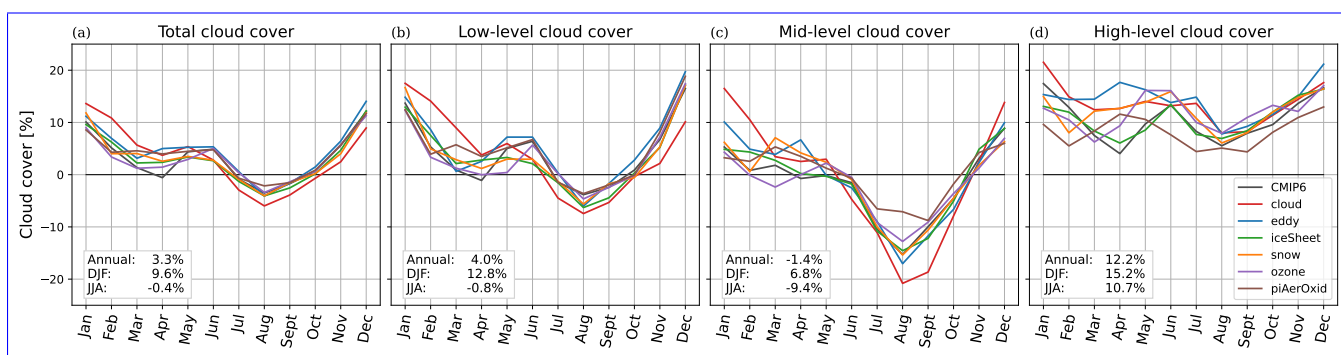 (a) Total cloud cover
(b) Low-level cloud cover
(c) Mid-level cloud cover
(d) High-level cloud cover
Cloud cover [%]
20
10
0
−10
−20
Annual: 3.3%
DJF: 9.6%
JJA: -0.4%
Annual: 4.0%
DJF: 12.8%
JJA: -0.8%
Annual: -1.4%
DJF: 6.8%
JJA: -9.4%
Annual: 12.2%
DJF: 15.2%
JJA: 10.7%
CMIP6
cloud
eddy
iceSheet
snow
ozone
piAerOxid
Jan Feb Mar Apr May Jun Jul Aug Sept Oct Nov Dec
Jan Feb Mar Apr May Jun Jul Aug Sept Oct Nov Dec
Jan Feb Mar Apr May Jun Jul Aug Sept Oct Nov Dec
Jan Feb Mar Apr May Jun Jul Aug Sept Oct Nov Dec